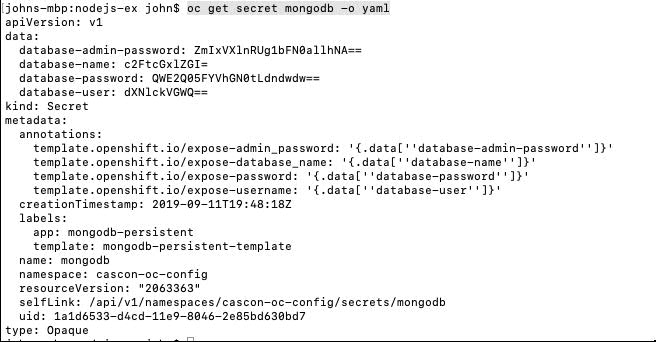 [johns-mbp:nodejs-ex john$ oc get secret mongodb -o yaml
apiVersion: v1
data:
  database-admin-password: ZmIxVXlnRUg1bFN0allhNA==
  database-name: c2FtcGxlZGI=
  database-password: QWE2Q05FYVhGN0tLdndwdw==
  database-user: dXNlckVGWQ==
kind: Secret
metadata:
  annotations:
    template.openshift.io/expose-admin_password: '{.data[''database-admin-password'']}'
    template.openshift.io/expose-database_name: '{.data[''database-name'']}'
    template.openshift.io/expose-password: '{.data[''database-password'']}'
    template.openshift.io/expose-username: '{.data[''database-user'']}'
  creationTimestamp: 2019-09-11T19:48:18Z
  labels:
    app: mongodb-persistent
    template: mongodb-persistent-template
  name: mongodb
  namespace: cascon-oc-config
  resourceVersion: "2063363"
  selfLink: /api/v1/namespaces/cascon-oc-config/secrets/mongodb
  uid: 1a1d6533-d4cd-11e9-8046-2e85bd630bd7
type: Opaque